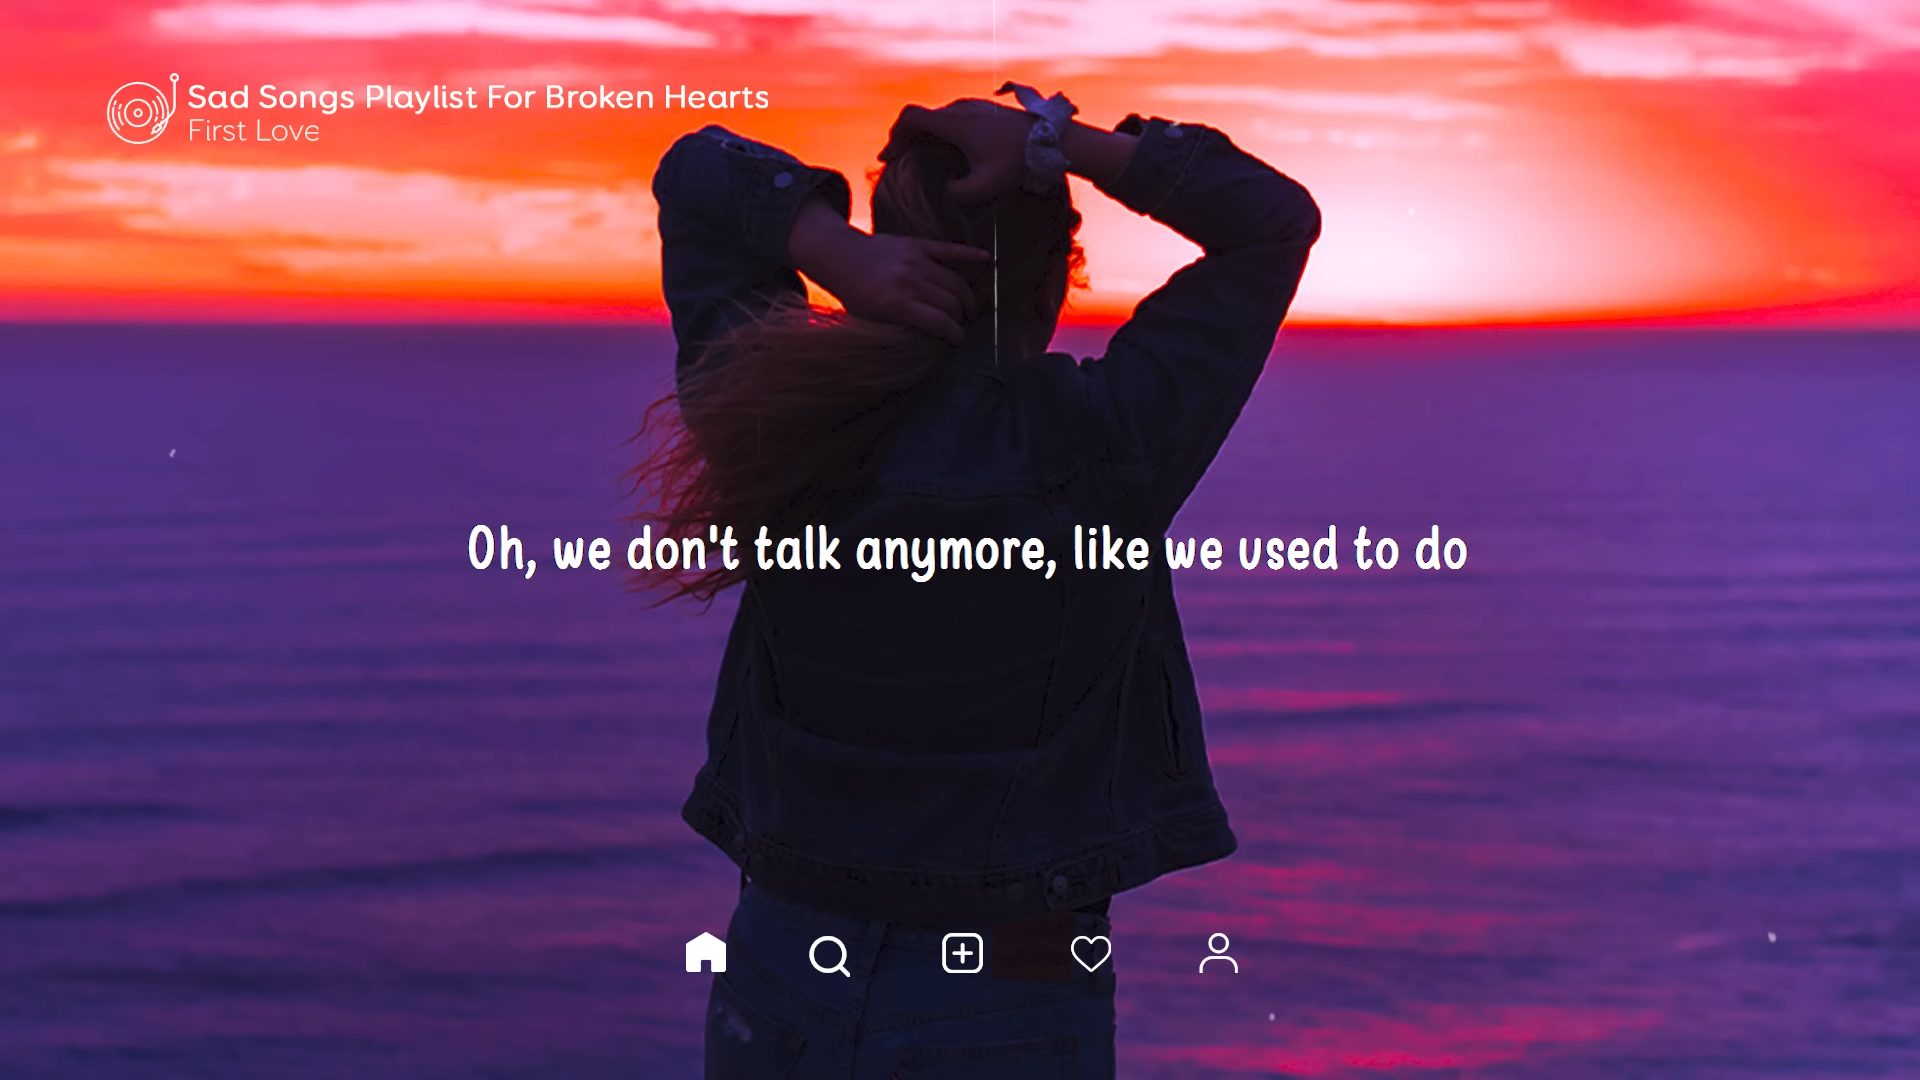 Sad Songs Playlist For Broken Hearts
First Love
Oh, we don't talk anymore, like we used to do